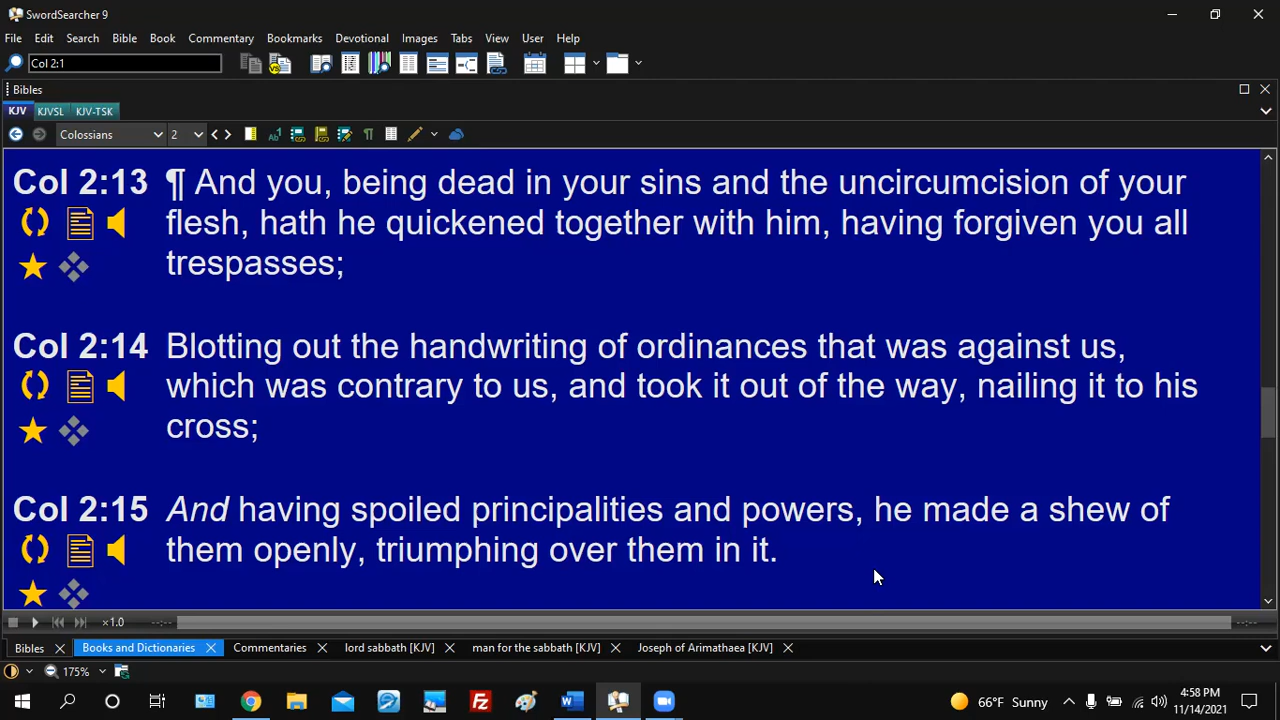 SwordSearcher 9
File Edit Search Bible Book Commentary Bookmarks Devotional Images Tabs View User Help
Col 2:1
Bibles
KJV KJVSL KJV-TSK
Colossians 2
Col 2:13 ¶ And you, being dead in your sins and the uncircumcision of your
flesh, hath he quickened together with him, having forgiven you all
trespasses;
Col 2:14 Blotting out the handwriting of ordinances that was against us,
which was contrary to us, and took it out of the way, nailing it to his
cross;
Col 2:15 And having spoiled principalities and powers, he made a shew of
them openly, triumphing over them in it.
×1.0 --:-- --:--
Bibles Books and Dictionaries Commentaries lord sabbath [KJV] man for the sabbath [KJV] Joseph of Arimathaea [KJV]
175%
66°F Sunny 4:58 PM
11/14/2021